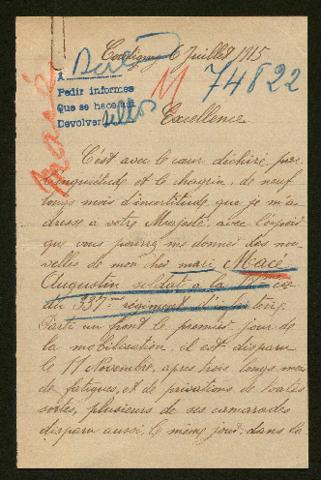 6 Juillet 1915
A Berlin
Pedir informes
Que se hace
Devolver
M 74822
Excellence
C'est avec le cœur déchiré par
l'inquiétude et le chagrin, de neuf
longs mois d'incertitude que je m'a
dresse à votre Majesté, avec l'espoir
que vous pourrez me donner des nou
velles de mon cher mari Macé
Augustin soldat à la cie
du 337me régiment d'infanterie
Parti au front le premier jour de
la mobilisation, il est disparu
le 11 Novembre, après trois longs mois
de fatigues, et de privations de toutes
sortes, plusieurs de ses camarades
disparu aussi, le même jour, dans la